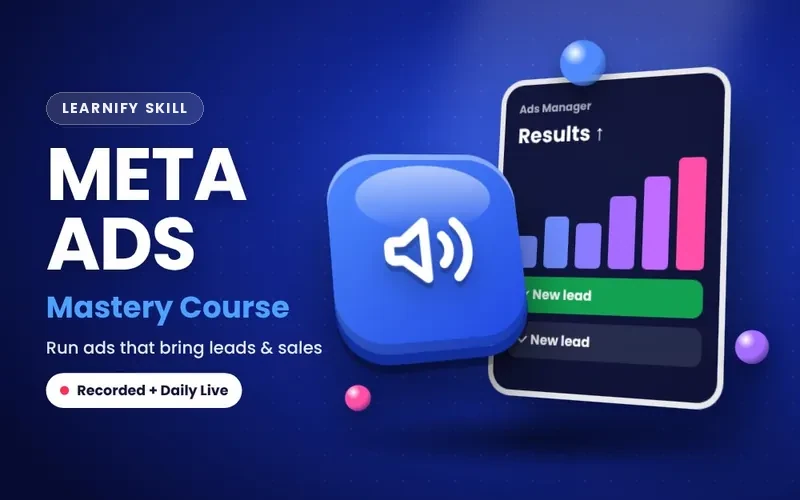 LEARNIFY SKILL
META
ADS
Mastery Course
Run ads that bring leads & sales
Recorded + Daily Live
Ads Manager
Results ↑
✓ New lead
✓ New lead